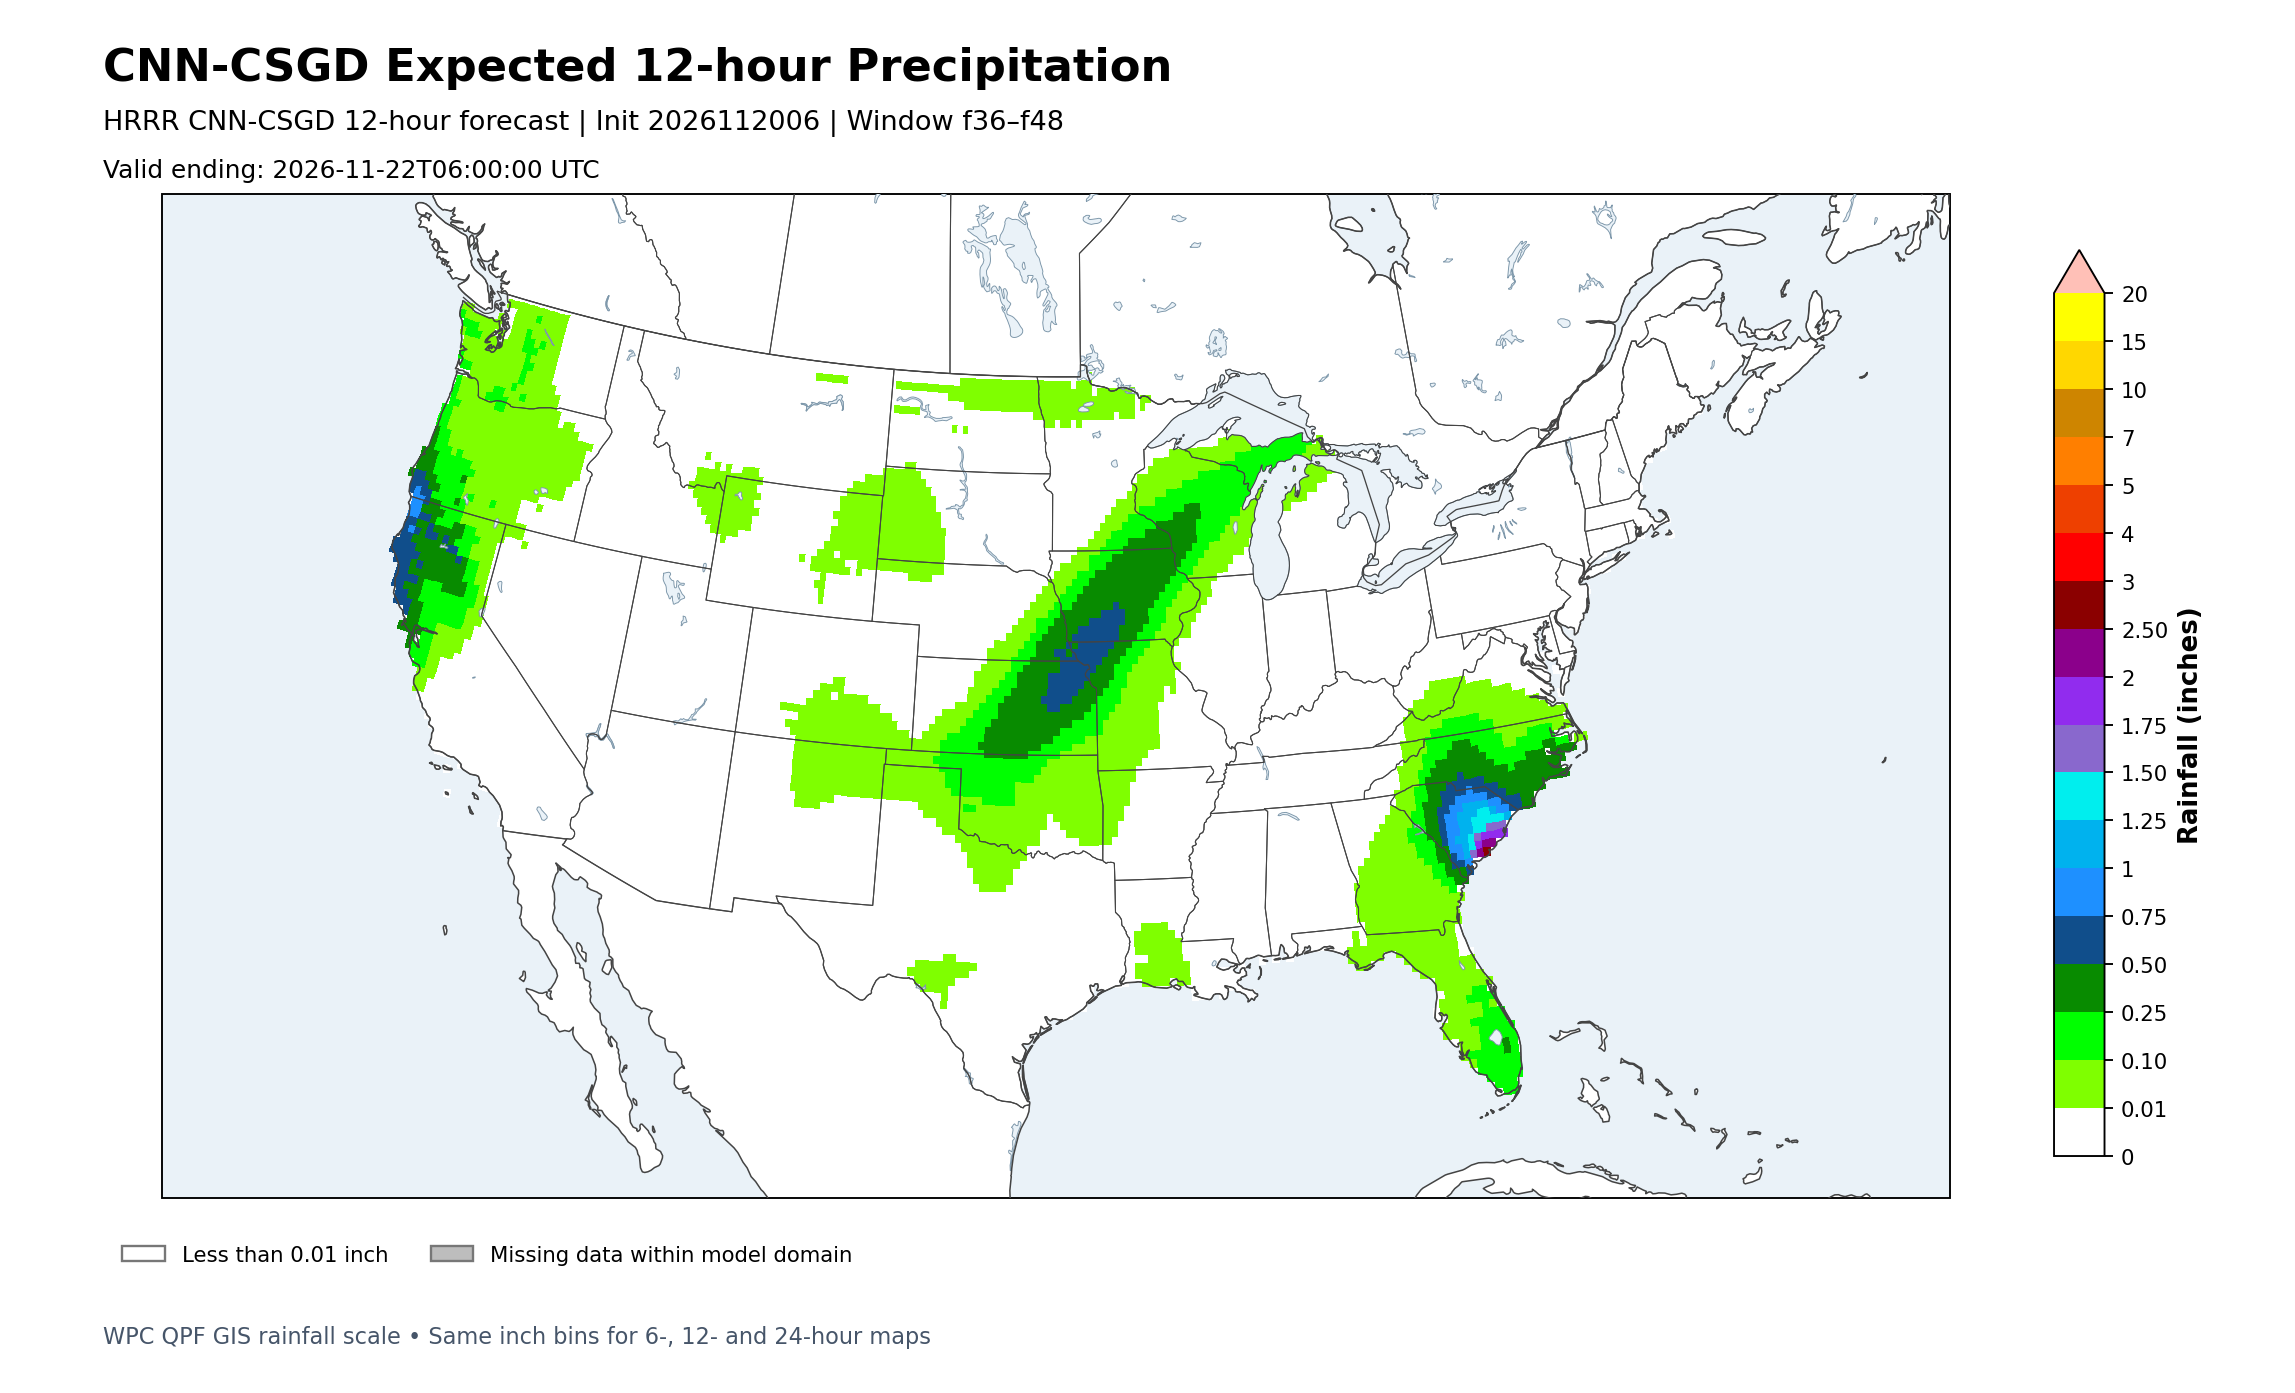 CNN-CSGD Expected 12-hour Precipitation
HRRR CNN-CSGD 12-hour forecast | Init 2026112006 | Window f36–f48
Valid ending: 2026-11-22T06:00:00 UTC
20
15
10
7
5
4
3
2.50
2
1.75
1.50
1.25
1
0.75
0.50
0.25
0.10
0.01
0
Rainfall (inches)
Less than 0.01 inch
Missing data within model domain
WPC QPF GIS rainfall scale • Same inch bins for 6-, 12- and 24-hour maps